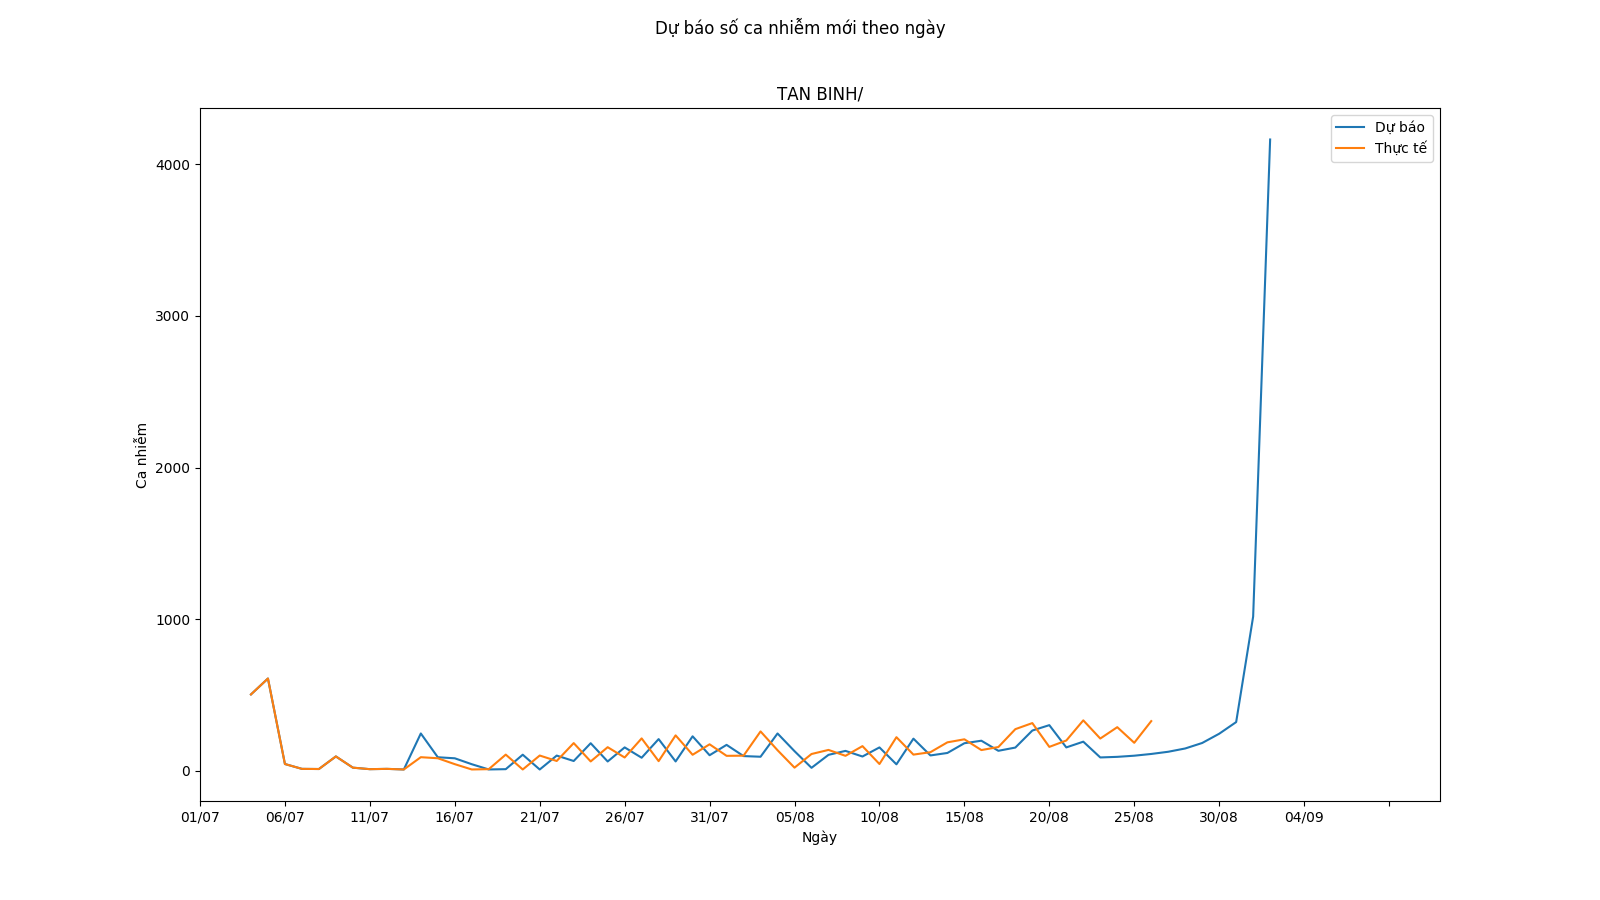 Dự báo số ca nhiễm mới theo ngày
TAN BINH/
Dự báo
Thực tế
Ca nhiễm
4000
3000
2000
1000
0
01/07 06/07 11/07 16/07 21/07 26/07 31/07 05/08 10/08 15/08 20/08 25/08 30/08 04/09
Ngày